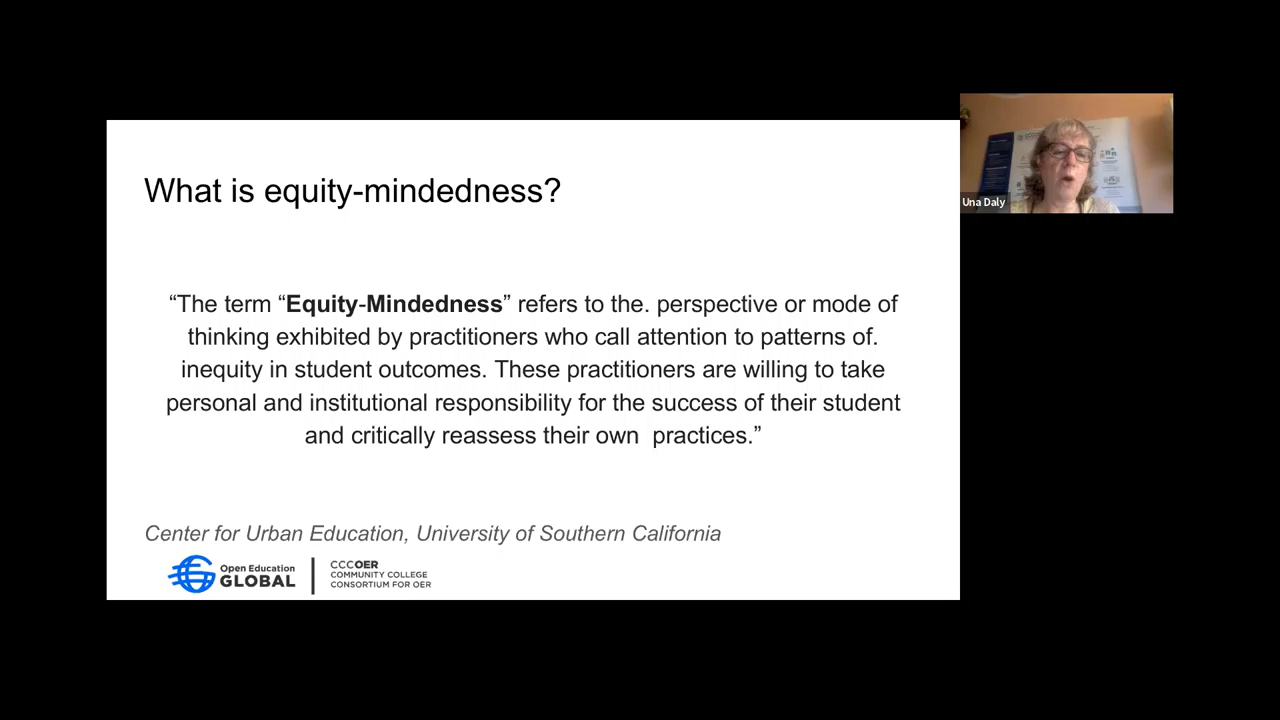 What is equity-mindedness?
“The term “Equity-Mindedness” refers to the. perspective or mode of
thinking exhibited by practitioners who call attention to patterns of.
inequity in student outcomes. These practitioners are willing to take
personal and institutional responsibility for the success of their student
and critically reassess their own  practices.”
Center for Urban Education, University of Southern California
Open Education
GLOBAL
CCCOER
COMMUNITY COLLEGE
CONSORTIUM FOR OER
Una Daly